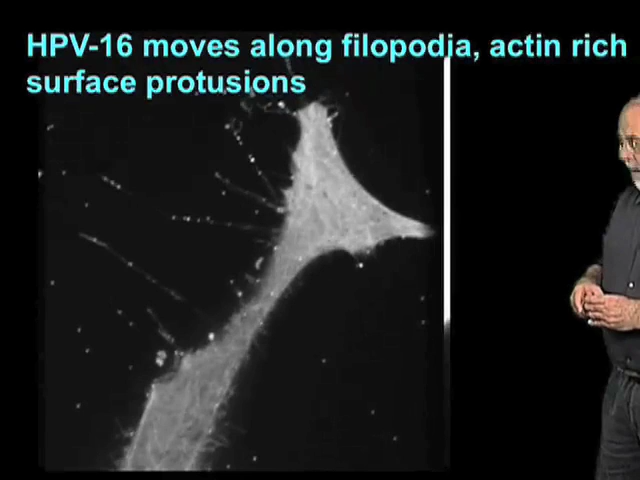 HPV-16 moves along filopodia, actin rich
surface protusions